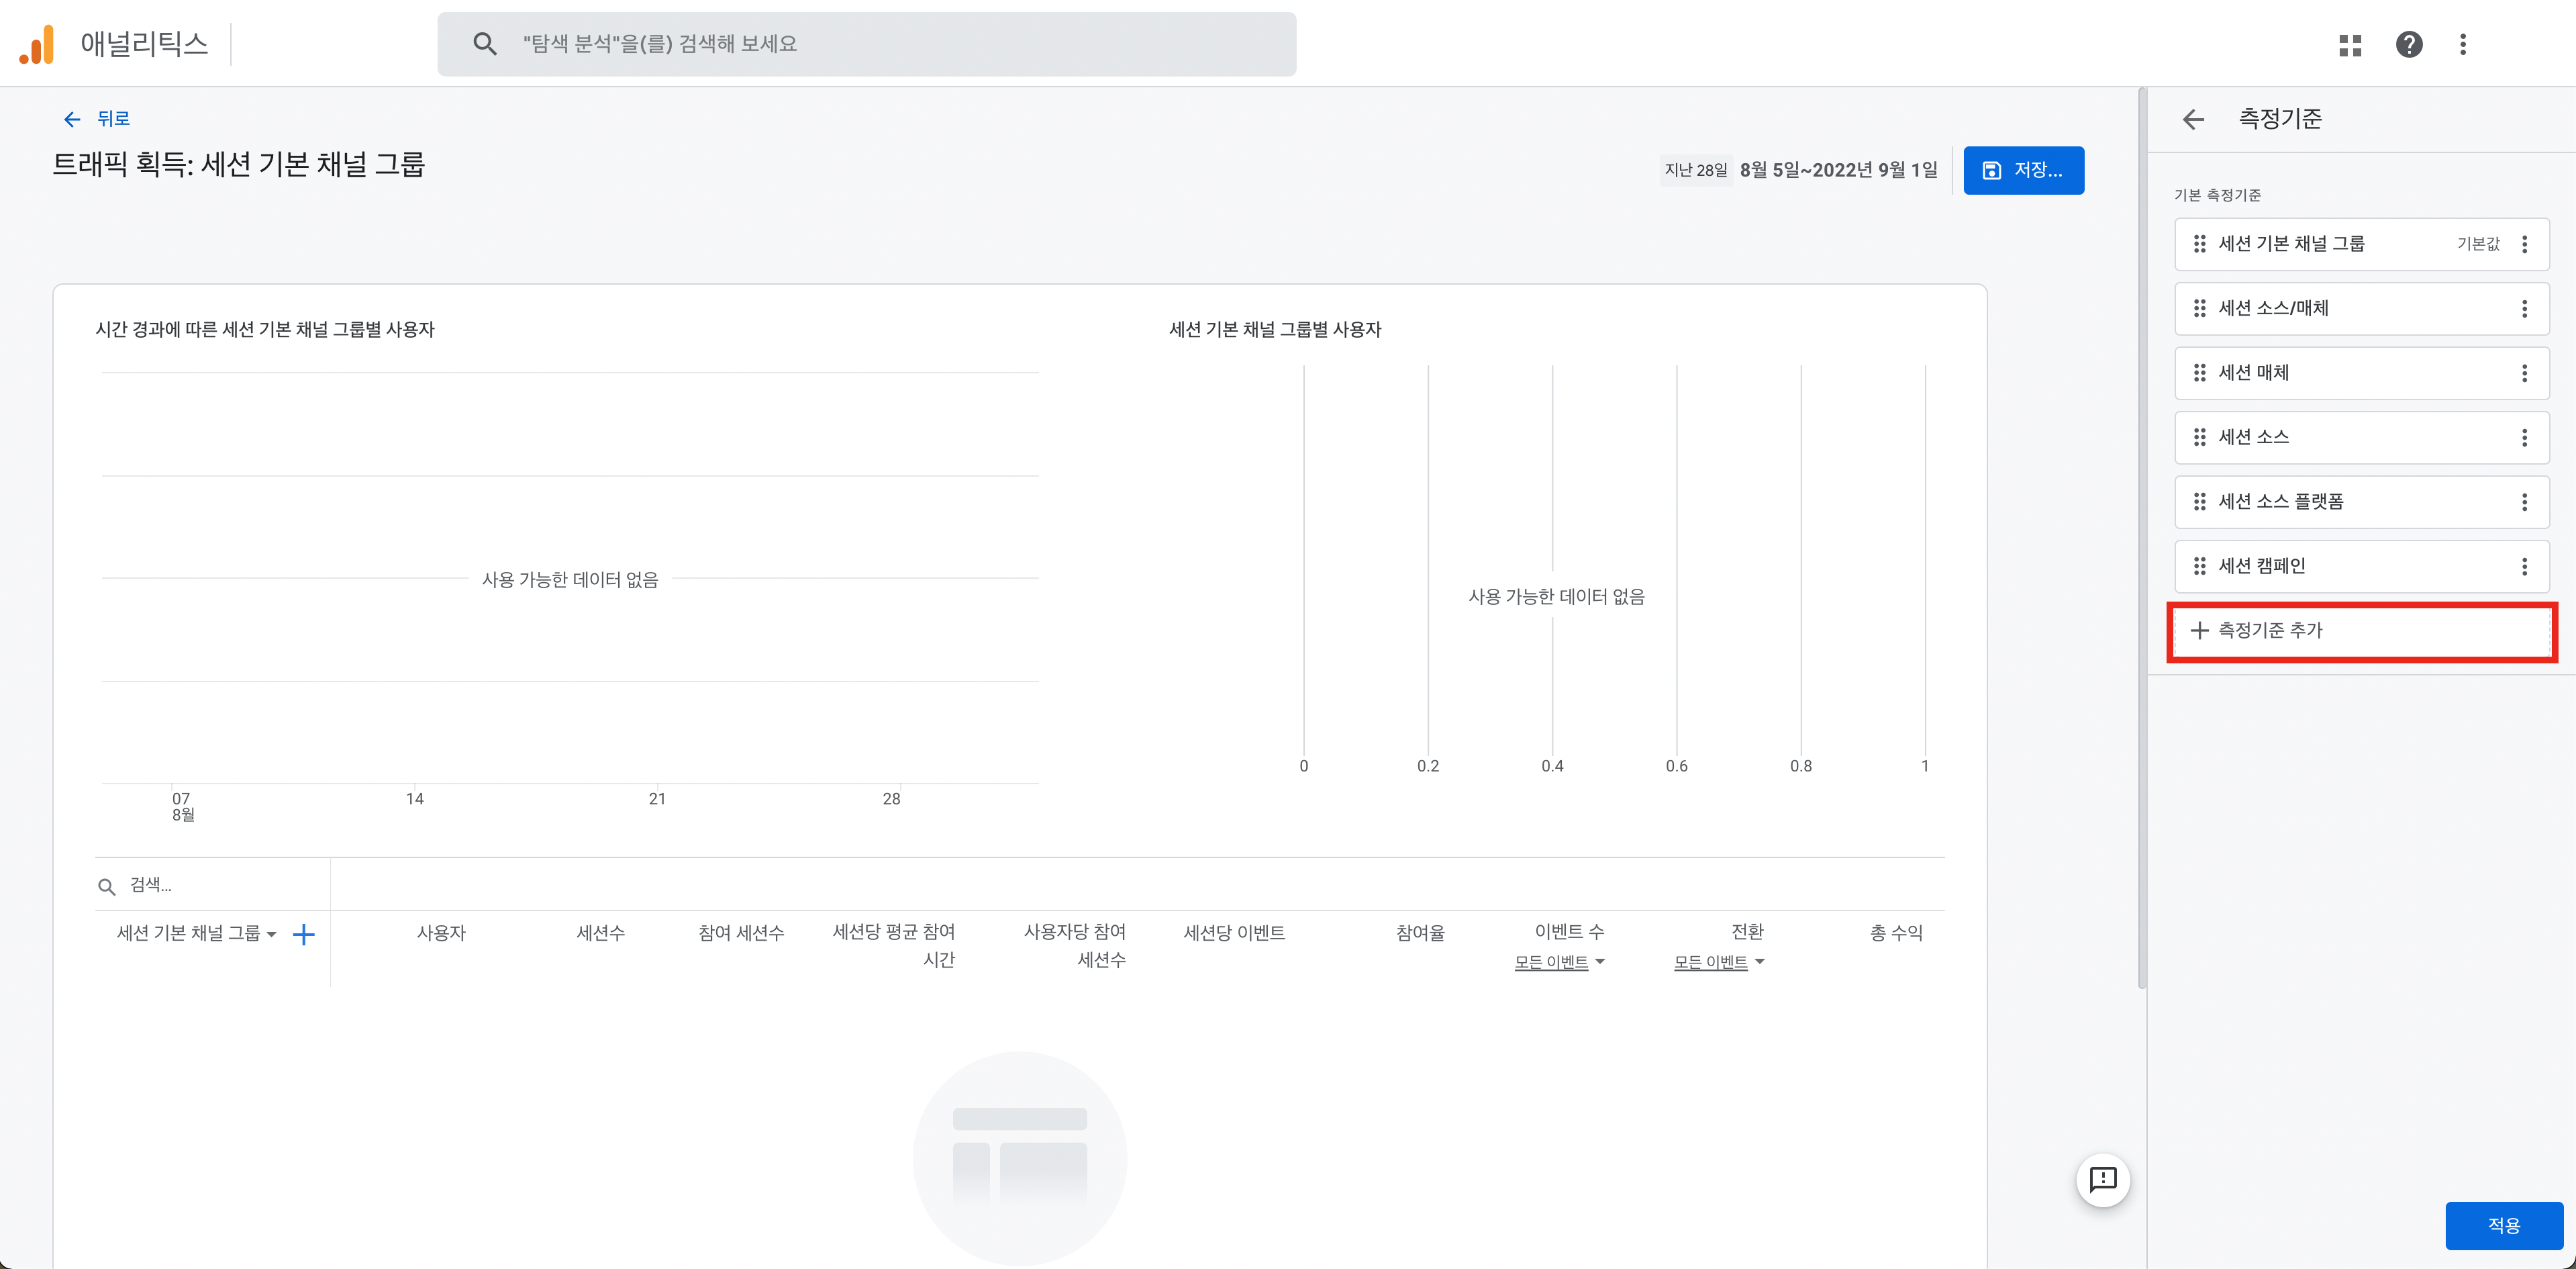 애널리틱스
"탐색 분석"을(를) 검색해 보세요
뒤로
트래픽 획득: 세션 기본 채널 그룹
지난 28일 8월 5일~2022년 9월 1일
저장...
시간 경과에 따른 세션 기본 채널 그룹별 사용자
사용 가능한 데이터 없음
07
8월
14
21
28
세션 기본 채널 그룹별 사용자
사용 가능한 데이터 없음
0
0.2
0.4
0.6
0.8
1
검색...
세션 기본 채널 그룹
사용자
세션수
참여 세션수
세션당 평균 참여
시간
사용자당 참여
세션수
세션당 이벤트
참여율
이벤트 수
모든 이벤트
전환
모든 이벤트
총 수익
측정기준
기본 측정기준
세션 기본 채널 그룹 기본값
세션 소스/매체
세션 매체
세션 소스
세션 소스 플랫폼
세션 캠페인
측정기준 추가
적용